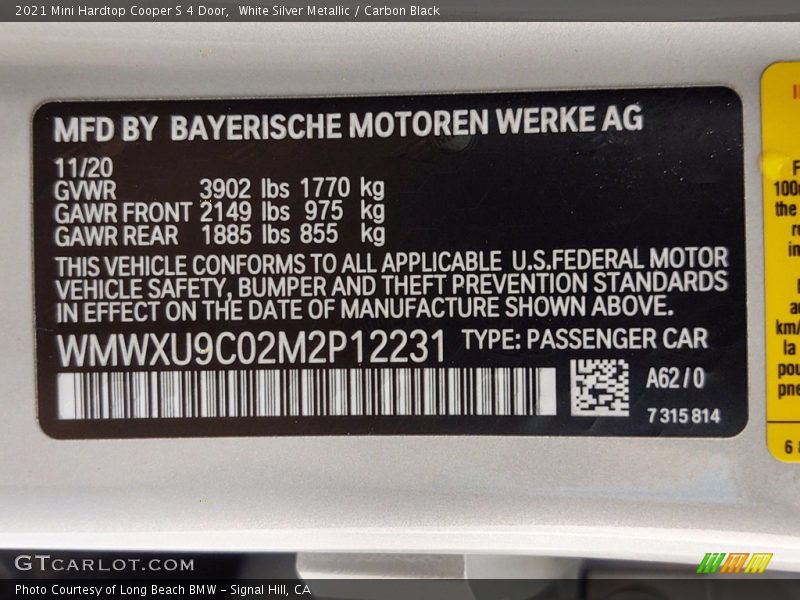 2021 Mini Hardtop Cooper S 4 Door,  White Silver Metallic / Carbon Black
MFD BY BAYERISCHE MOTOREN WERKE AG
11/20
GVWR 3902 lbs 1770 kg
GAWR FRONT 2149 lbs 975 kg
GAWR REAR 1885 lbs 855 kg
THIS VEHICLE CONFORMS TO ALL APPLICABLE U.S.FEDERAL MOTOR
VEHICLE SAFETY, BUMPER AND THEFT PREVENTION STANDARDS
IN EFFECT ON THE DATE OF MANUFACTURE SHOWN ABOVE.
WMWXU9C02M2P12231 TYPE: PASSENGER CAR
A62/0
7 315 814
100
the
km/
la
GTCARLOT.COM
Photo Courtesy of Long Beach BMW – Signal Hill, CA